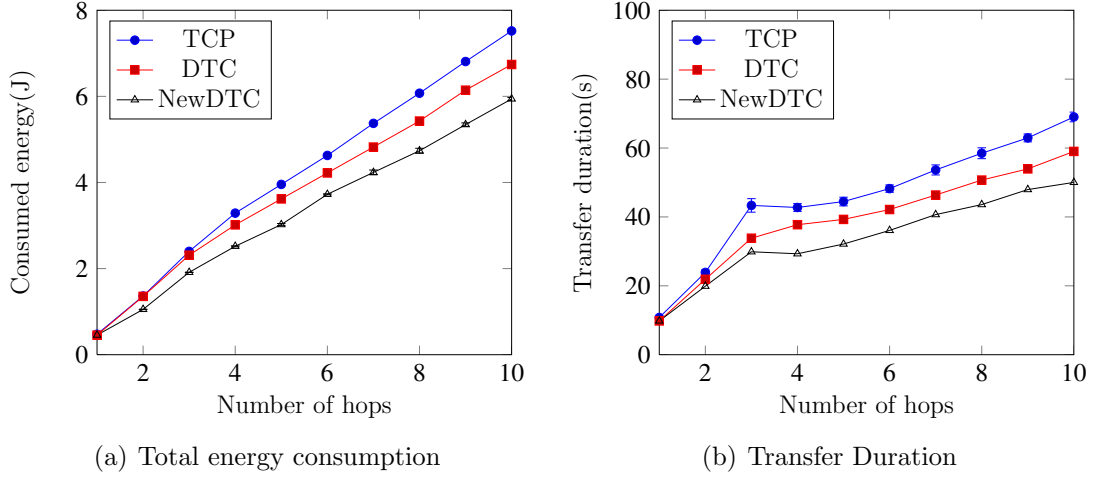 8
6
4
2
0
Consumed energy(J)
TCP
DTC
NewDTC
2 4 6 8 10
Number of hops
(a) Total energy consumption
100
80
60
40
20
0
Transfer duration(s)
TCP
DTC
NewDTC
2 4 6 8 10
Number of hops
(b) Transfer Duration